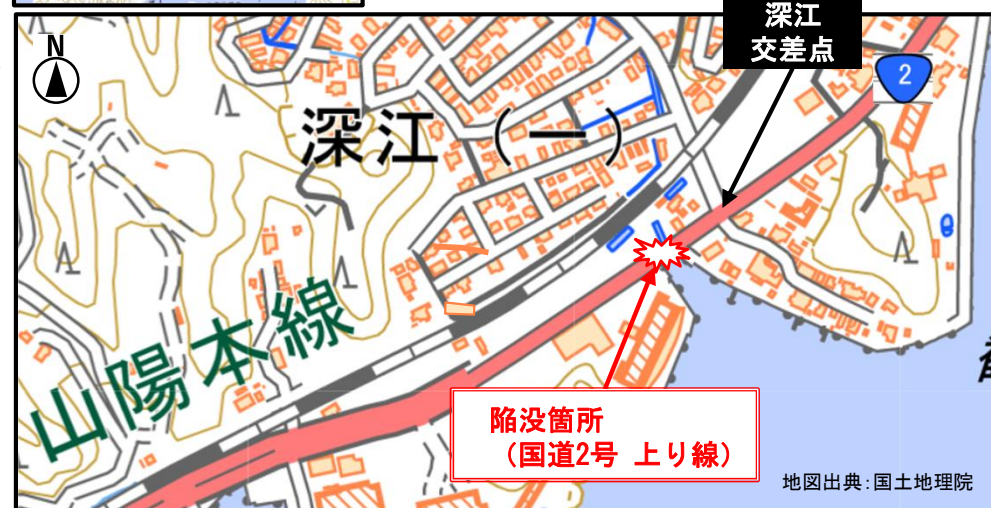 深江
交差点
N
2
深江（一）
山陽本線
陥没箇所
（国道2号 上り線）
地図出典：国土地理院